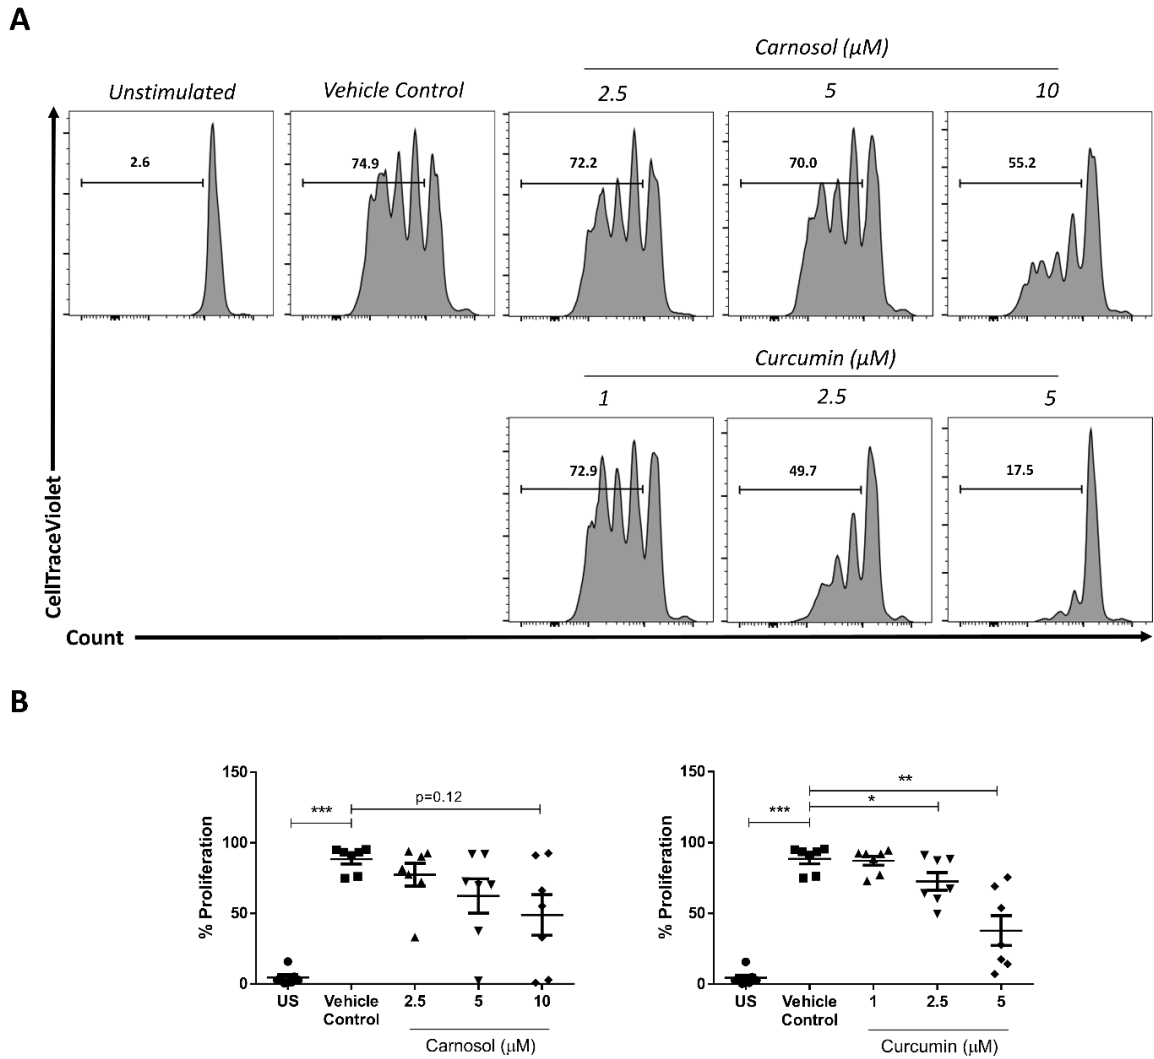 A
Carnosol (μM)
Unstimulated
Vehicle Control
2.5
5
10
2.6
74.9
72.2
70.0
55.2
Curcumin (μM)
1
2.5
5
72.9
49.7
17.5
CellTraceViolet
Count
B
150
100
50
0
% Proliferation
***
p=0.12
US
Vehicle
Control
2.5
5
10
Carnosol (μM)
150
100
50
0
% Proliferation
***
**
*
US
Vehicle
Control
1
2.5
5
Curcumin (μM)